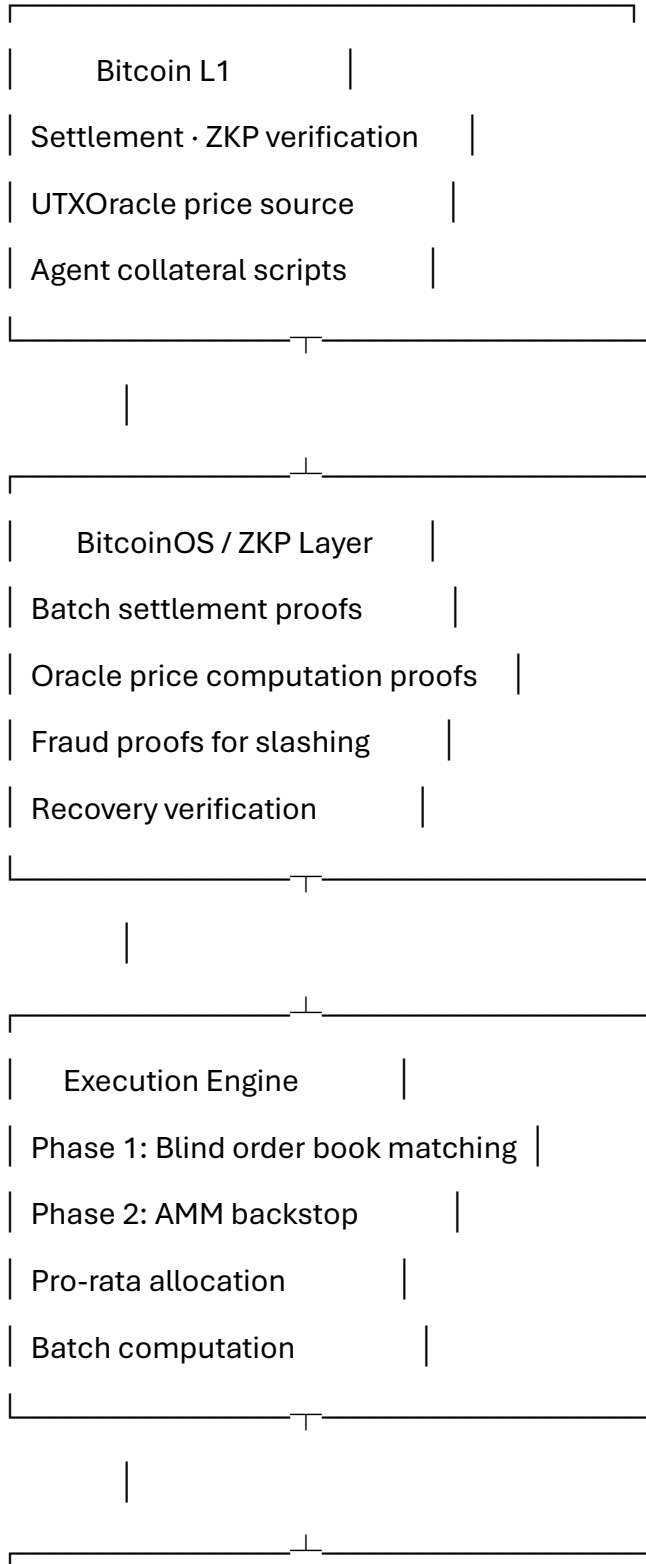 Bitcoin L1
Settlement · ZKP verification
UTXOracle price source
Agent collateral scripts
BitcoinOS / ZKP Layer
Batch settlement proofs
Oracle price computation proofs
Fraud proofs for slashing
Recovery verification
Execution Engine
Phase 1: Blind order book matching
Phase 2: AMM backstop
Pro-rata allocation
Batch computation